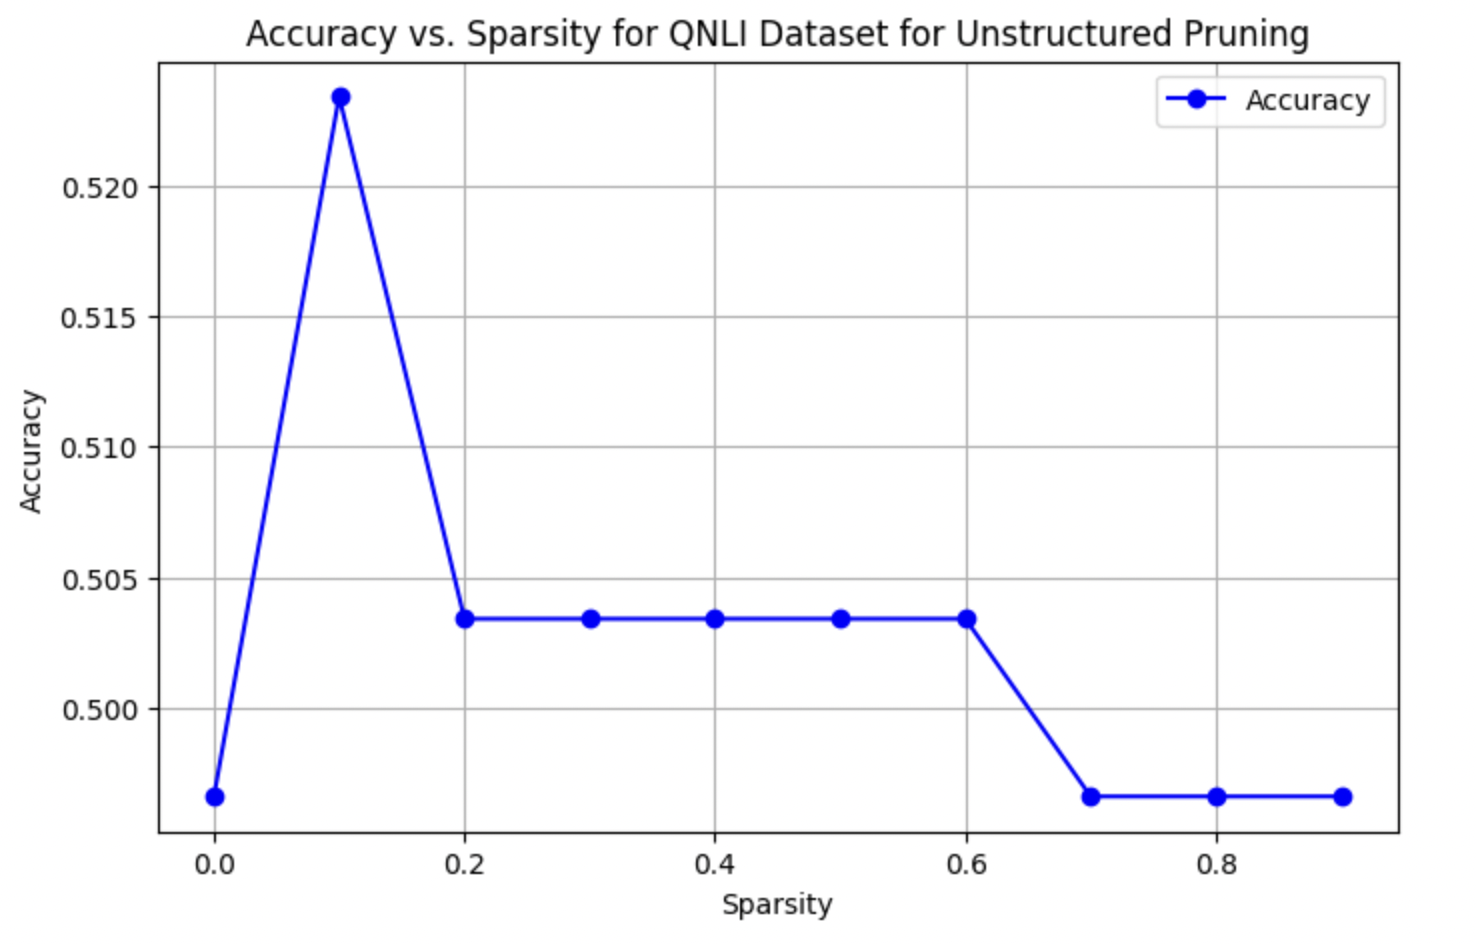 Accuracy vs. Sparsity for QNLI Dataset for Unstructured Pruning
Accuracy
0.520
0.515
0.510
0.505
0.500
Accuracy
0.0 0.2 0.4 0.6 0.8
Sparsity